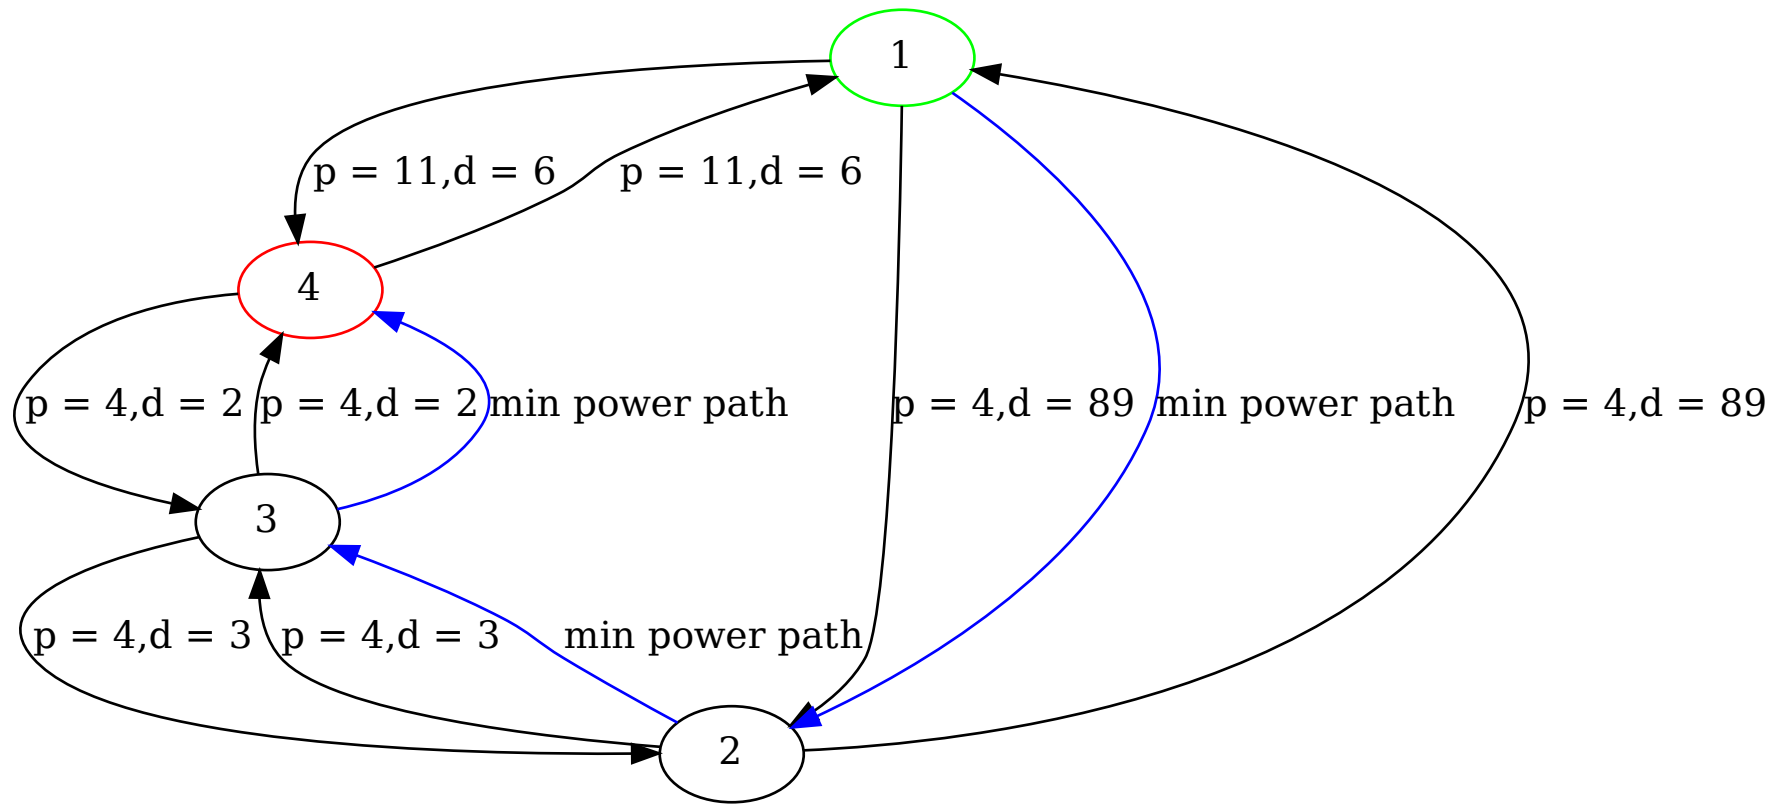 1
p = 11,d = 6
p = 11,d = 6
4
p = 4,d = 2
p = 4,d = 2
min power path
p = 4,d = 89
min power path
p = 4,d = 89
3
p = 4,d = 3
p = 4,d = 3
min power path
2